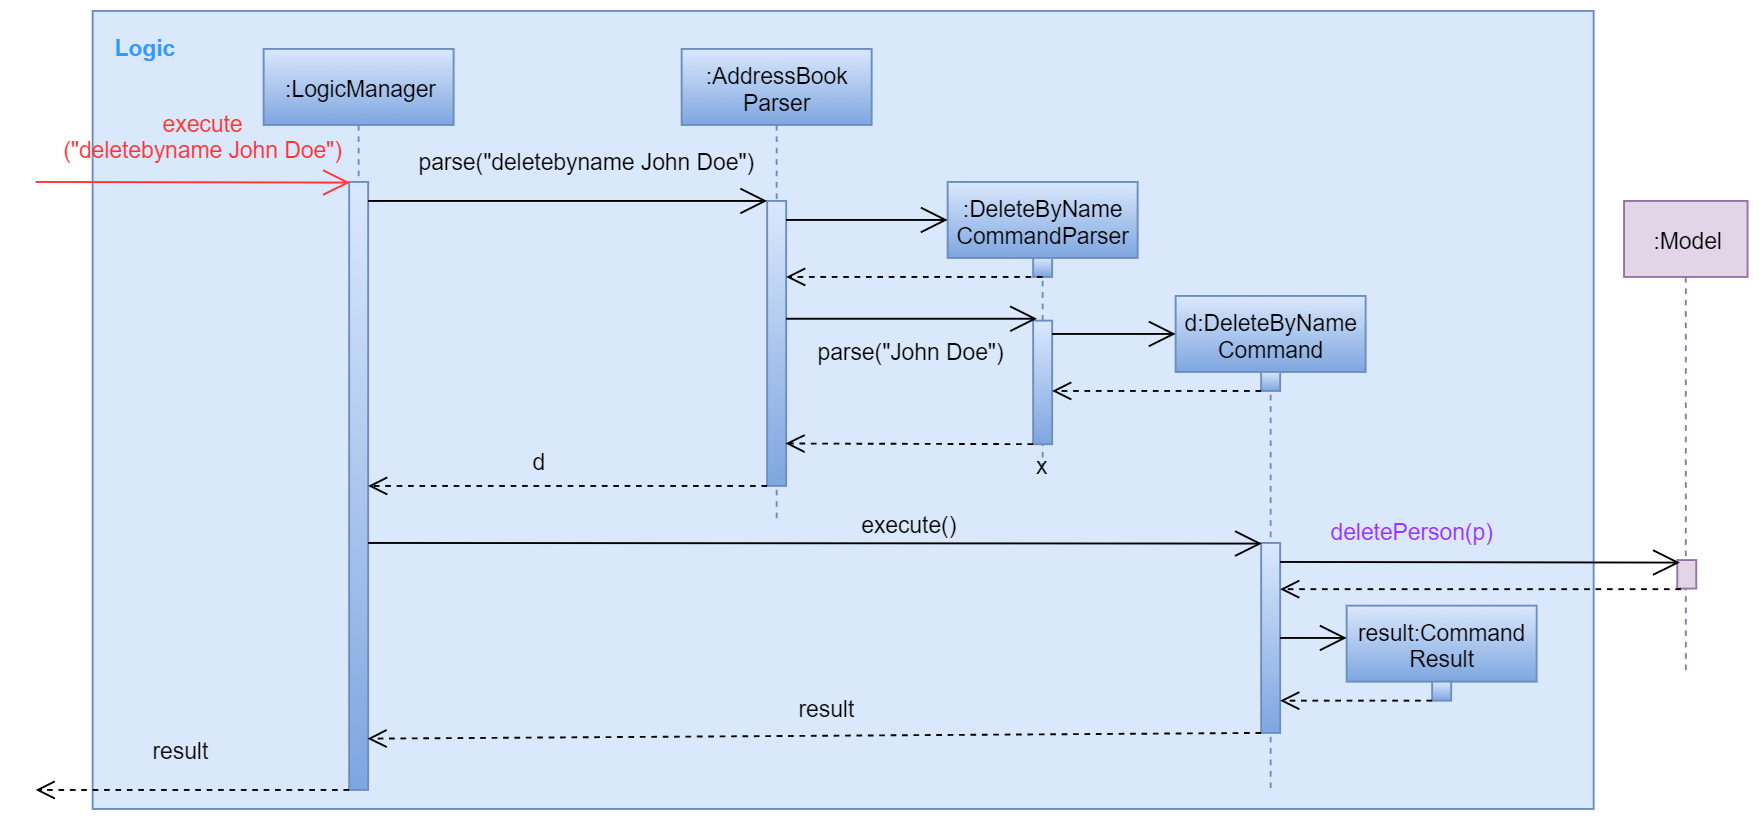 Logic
:LogicManager
:AddressBook
Parser
execute
("deletebyname John Doe")
parse("deletebyname John Doe")
:DeleteByName
CommandParser
:Model
d:DeleteByName
Command
parse("John Doe")
d
x
execute()
deletePerson(p)
result:Command
Result
result
result